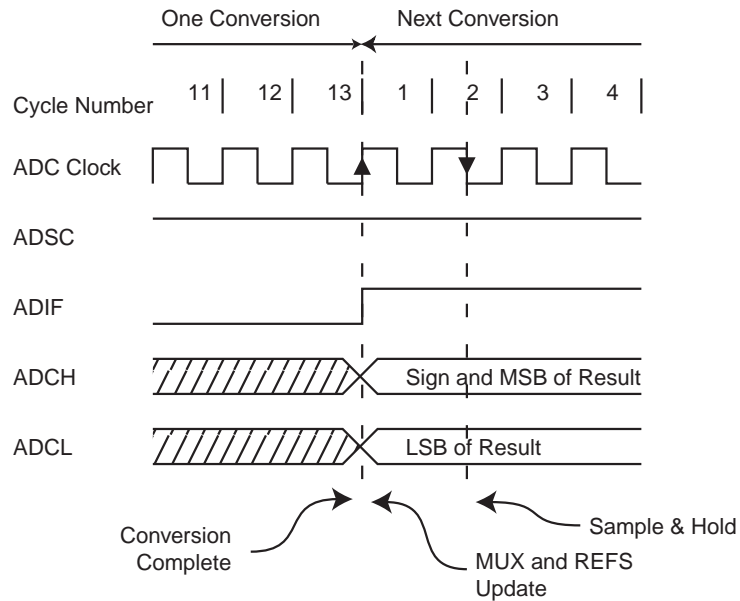 One Conversion Next Conversion
Cycle Number 11 12 13 1 2 3 4
ADC Clock
ADSC
ADIF
ADCH Sign and MSB of Result
ADCL LSB of Result
Conversion
Complete
MUX and REFS
Update
Sample & Hold